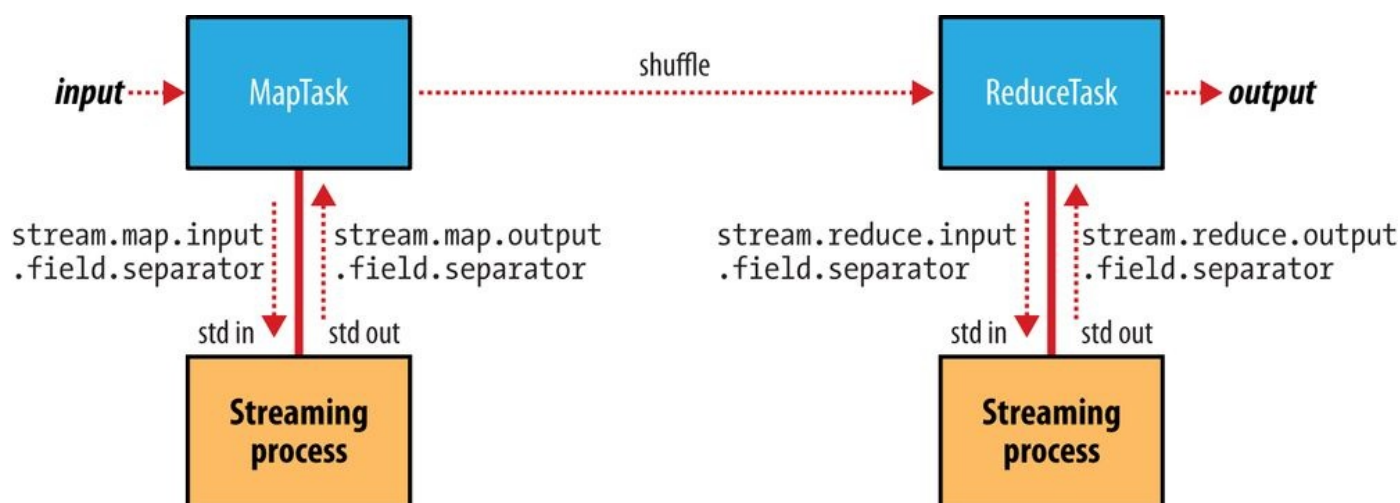 input
MapTask
shuffle
ReduceTask
output
stream.map.input
.field.separator
stream.map.output
.field.separator
stream.reduce.input
.field.separator
stream.reduce.output
.field.separator
std in
std out
std in
std out
Streaming
process
Streaming
process